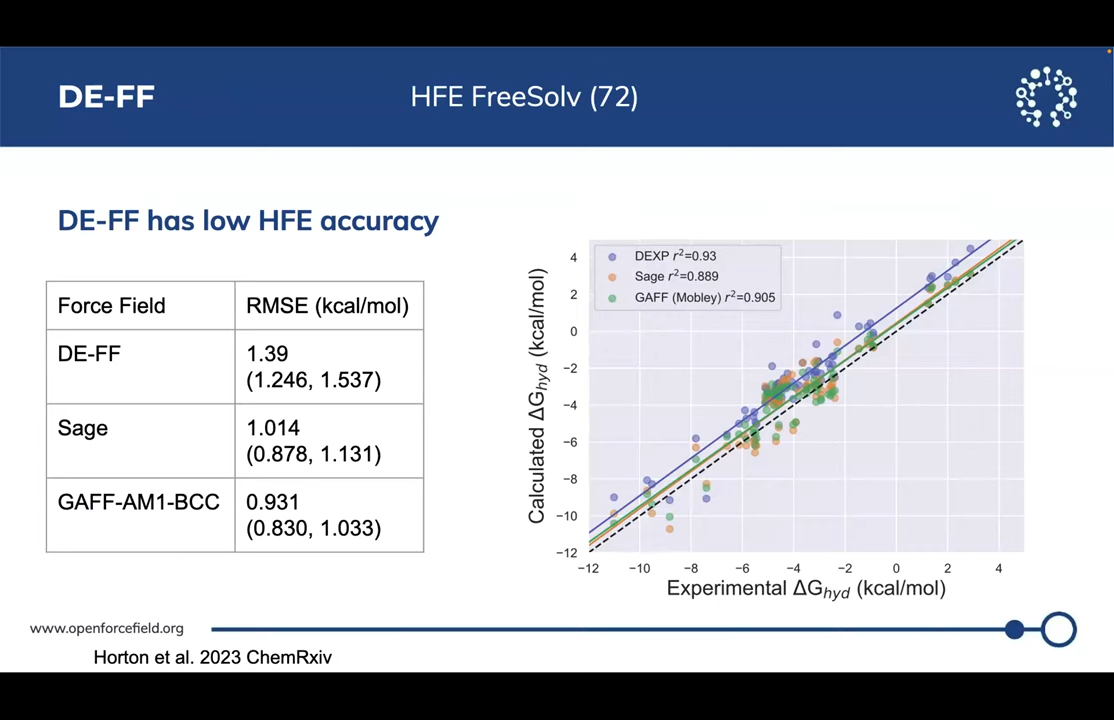 DE-FF
HFE FreeSolv (72)
DE-FF has low HFE accuracy
Force Field RMSE (kcal/mol)
DE-FF 1.39
(1.246, 1.537)
Sage 1.014
(0.878, 1.131)
GAFF-AM1-BCC 0.931
(0.830, 1.033)
DEXP r²=0.93
Sage r²=0.889
GAFF (Mobley) r²=0.905
Calculated ΔGhyd (kcal/mol)
4
2
0
−2
−4
−6
−8
−10
−12
−12 −10 −8 −6 −4 −2 0 2 4
Experimental ΔGhyd (kcal/mol)
www.openforcefield.org
Horton et al. 2023 ChemRxiv